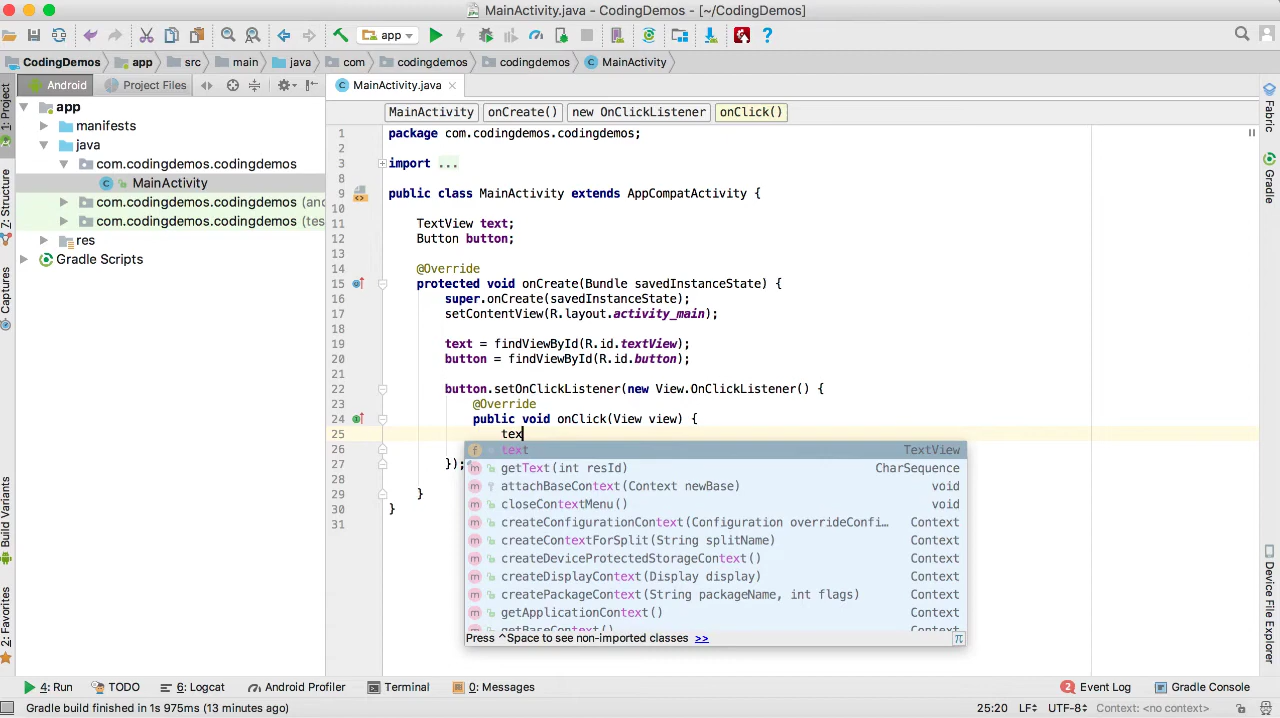 MainActivity.java – CodingDemos – [~/CodingDemos]
app
CodingDemos app src main java com codingdemos codingdemos MainActivity
Android Project Files
MainActivity.java
MainActivity onCreate() new OnClickListener onClick()
1: Project
7: Structure
Captures
Build Variants
2: Favorites
app
manifests
java
com.codingdemos.codingdemos
MainActivity
com.codingdemos.codingdemos (and
com.codingdemos.codingdemos (tes
res
Gradle Scripts
1 package com.codingdemos.codingdemos;
2
3 import ...
8
9 public class MainActivity extends AppCompatActivity {
10
11 TextView text;
12 Button button;
13
14 @Override
15 protected void onCreate(Bundle savedInstanceState) {
16 super.onCreate(savedInstanceState);
17 setContentView(R.layout.activity_main);
18
19 text = findViewById(R.id.textView);
20 button = findViewById(R.id.button);
21
22 button.setOnClickListener(new View.OnClickListener() {
23 @Override
24 public void onClick(View view) {
25 tex
26
27 });
28
29 }
30 }
31
text TextView
getText(int resId) CharSequence
attachBaseContext(Context newBase) void
closeContextMenu() void
createConfigurationContext(Configuration overrideConfi… Context
createContextForSplit(String splitName) Context
createDeviceProtectedStorageContext() Context
createDisplayContext(Display display) Context
createPackageContext(String packageName, int flags) Context
getApplicationContext() Context
getBaseContext() Context
Press ^Space to see non-imported classes >> π
Fabric
Gradle
Device File Explorer
4: Run TODO 6: Logcat Android Profiler Terminal 0: Messages 2 Event Log Gradle Console
Gradle build finished in 1s 975ms (13 minutes ago) 25:20 LF÷ UTF-8÷ Context: <no context>